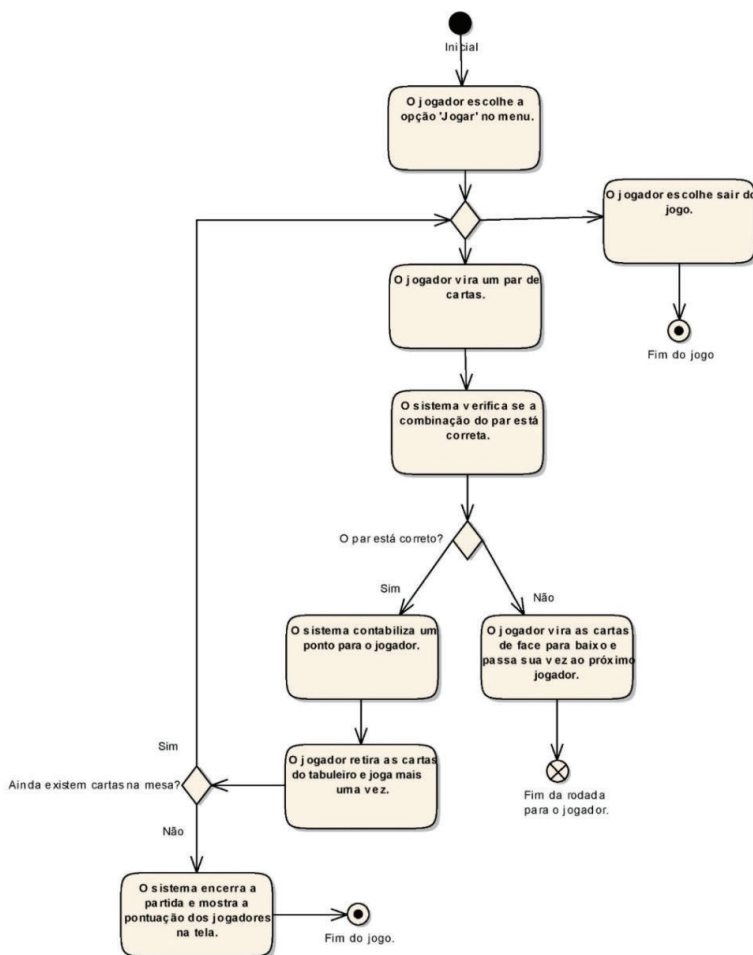 Inicial
O jogador escolhe a
opção 'Jogar' no menu.
O jogador escolhe sair do
jogo.
O jogador vira um par de
cartas.
Fim do jogo
O sistema verifica se a
combinação do par está
correta.
O par está correto?
Sim
Não
O sistema contabiliza um
ponto para o jogador.
O jogador vira as cartas
de face para baixo e
passa sua vez ao próximo
jogador.
Sim
Ainda existem cartas na mesa?
O jogador retira as cartas
do tabuleiro e joga mais
uma vez.
Fim da rodada
para o jogador.
Não
O sistema encerra a
partida e mostra a
pontuação dos jogadores
na tela.
Fim do jogo.